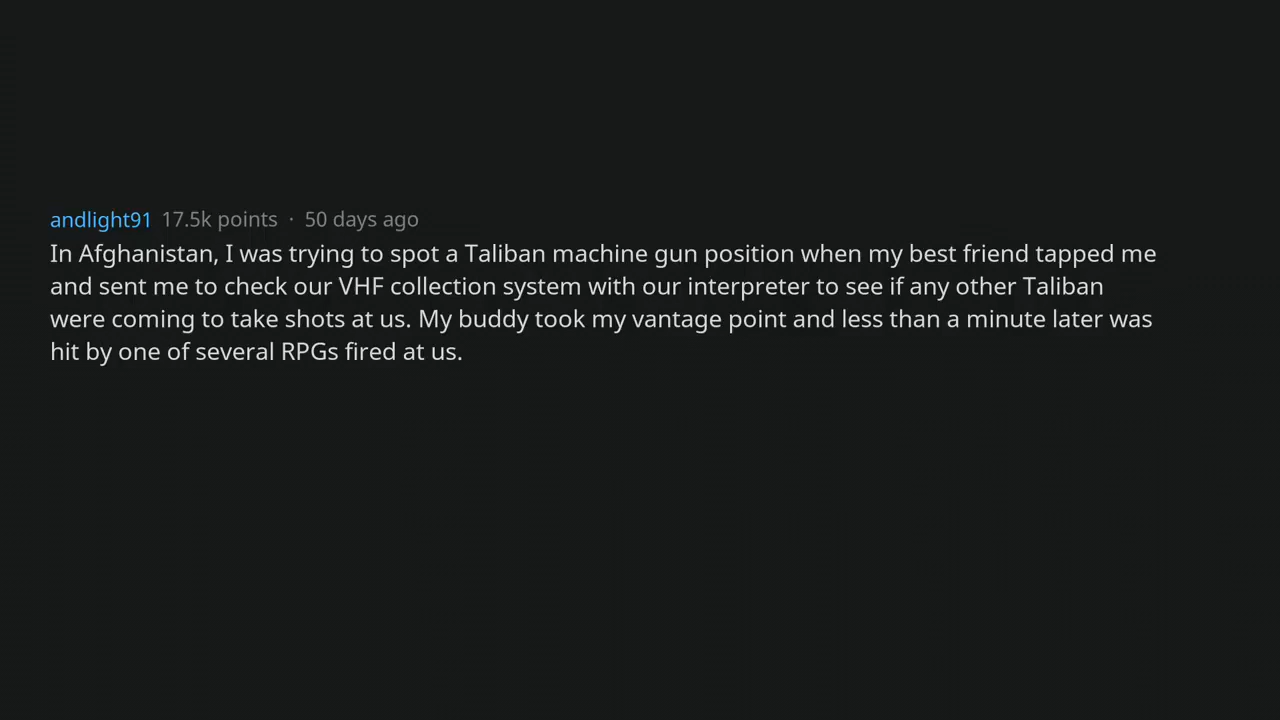 andlight91 17.5k points · 50 days ago
In Afghanistan, I was trying to spot a Taliban machine gun position when my best friend tapped me
and sent me to check our VHF collection system with our interpreter to see if any other Taliban
were coming to take shots at us. My buddy took my vantage point and less than a minute later was
hit by one of several RPGs fired at us.